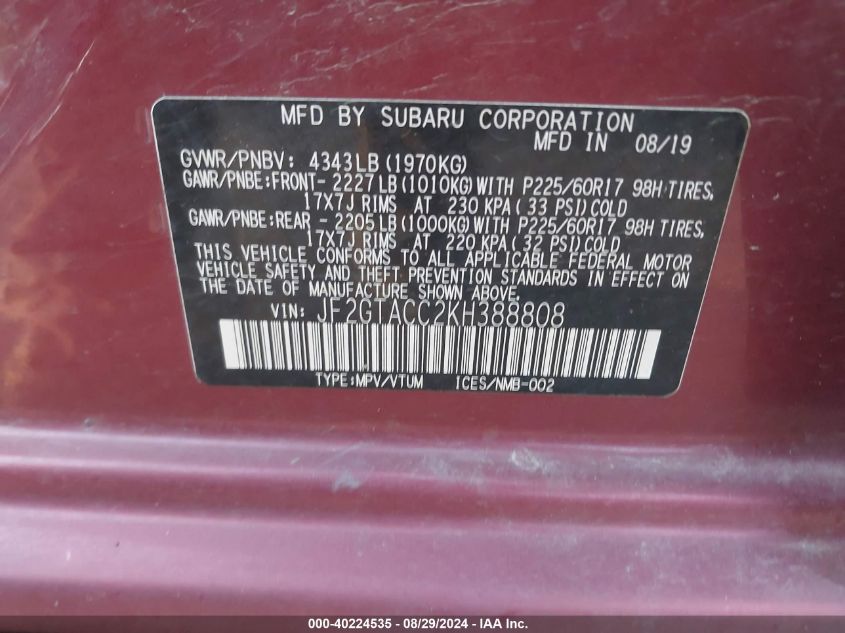 MFD BY SUBARU CORPORATION
MFD IN 08/19
GVWR/PNBV: 4343LB (1970KG)
GAWR/PNBE:FRONT- 2227LB(1010KG)WITH P225/60R17 98H TIRES,
17X7J RIMS AT 230 KPA(33 PSI)COLD
GAWR/PNBE:REAR - 2205LB(1000KG)WITH P225/60R17 98H TIRES,
17X7J RIMS AT 220 KPA(32 PSI)COLD
THIS VEHICLE CONFORMS TO ALL APPLICABLE FEDERAL MOTOR
VEHICLE SAFETY AND THEFT PREVENTION STANDARDS IN EFFECT ON
THE DATE OF MANUFACTURE SHOWN ABOVE.
VIN: JF2GTACC2KH388808
TYPE:MPV/VTUM ICES/NMB-002
000-40224535 - 08/29/2024 - IAA Inc.